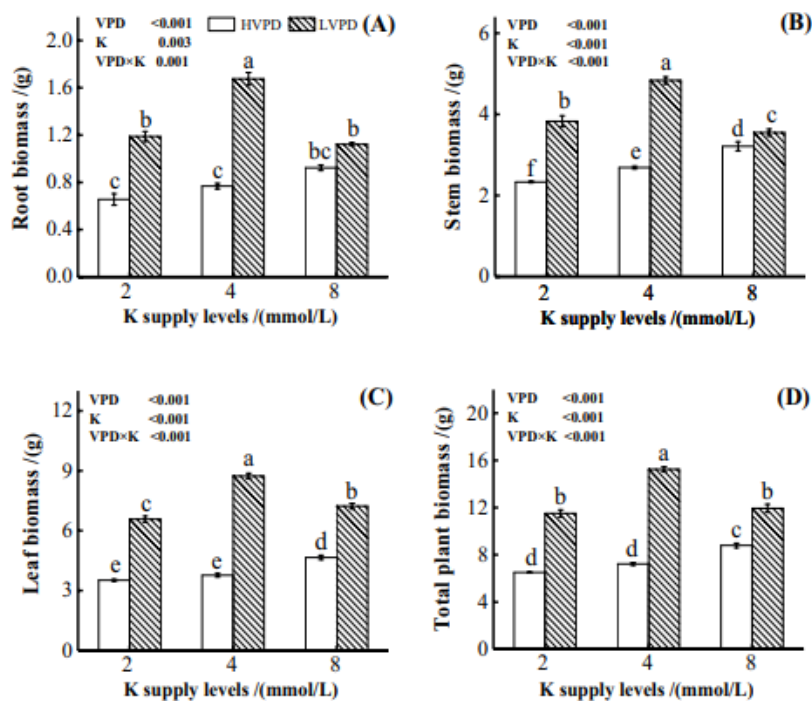 VPD <0.001
K 0.003
VPD×K 0.001
HVPD LVPD
(A)
Root biomass /(g)
2.0
1.6
1.2
0.8
0.4
0.0
c b c a bc b
2 4 8
K supply levels /(mmol/L)
VPD <0.001
K <0.001
VPD×K <0.001
(B)
Stem biomass /(g)
6
4
2
0
f b e a d c
2 4 8
K supply levels /(mmol/L)
VPD <0.001
K <0.001
VPD×K <0.001
(C)
Leaf biomass /(g)
12
9
6
3
0
e c e a d b
2 4 8
K supply levels /(mmol/L)
VPD <0.001
K <0.001
VPD×K <0.001
(D)
Total plant biomass /(g)
20
16
12
8
4
0
d b d a c b
2 4 8
K supply levels /(mmol/L)